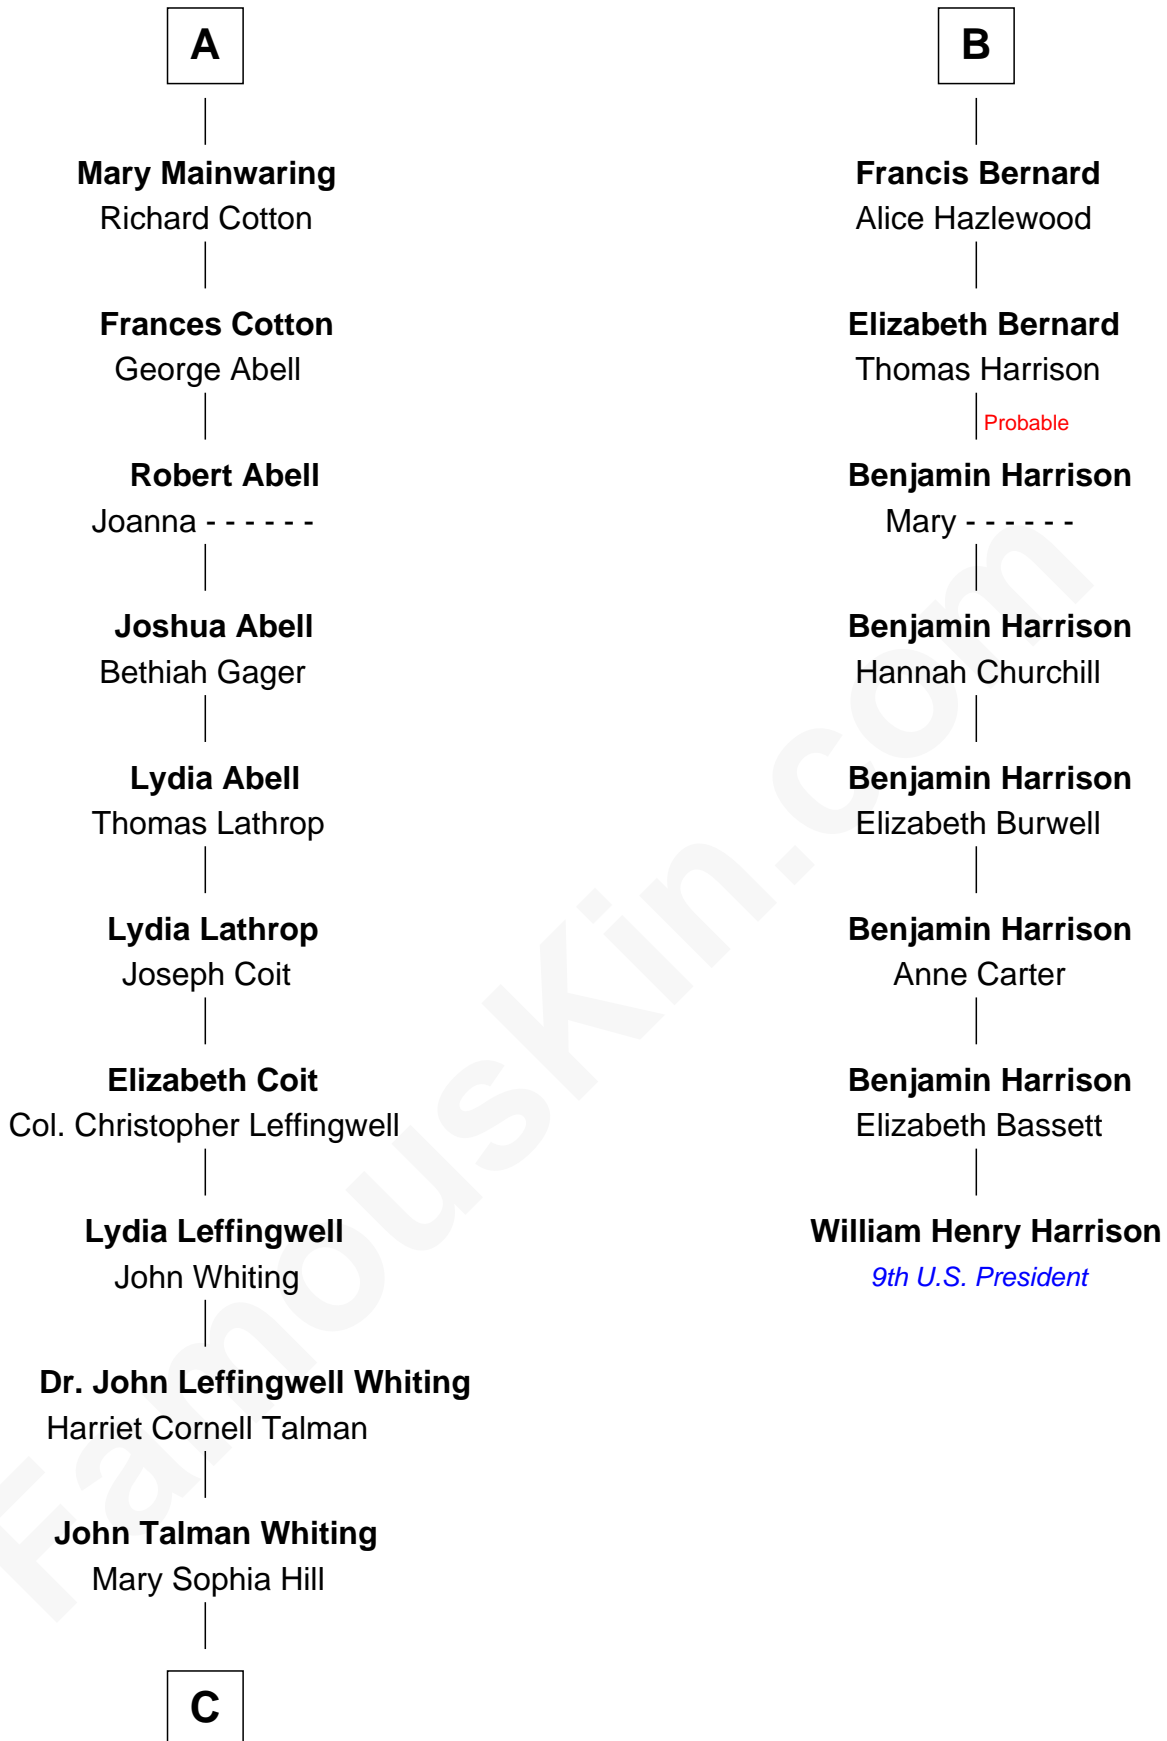 A
Mary Mainwaring
Richard Cotton
Frances Cotton
George Abell
Robert Abell
Joanna - - - - - -
Joshua Abell
Bethiah Gager
Lydia Abell
Thomas Lathrop
Lydia Lathrop
Joseph Coit
Elizabeth Coit
Col. Christopher Leffingwell
Lydia Leffingwell
John Whiting
Dr. John Leffingwell Whiting
Harriet Cornell Talman
John Talman Whiting
Mary Sophia Hill
C
B
Francis Bernard
Alice Hazlewood
Elizabeth Bernard
Thomas Harrison
Probable
Benjamin Harrison
Mary - - - - - -
Benjamin Harrison
Hannah Churchill
Benjamin Harrison
Elizabeth Burwell
Benjamin Harrison
Anne Carter
Benjamin Harrison
Elizabeth Bassett
William Henry Harrison
9th U.S. President
FamousKin.com